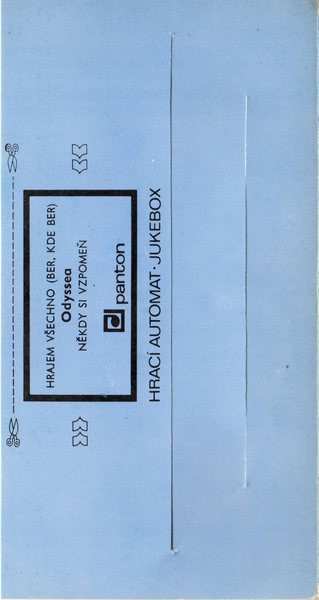 HRAJEM VŠECHNO (BER, KDE BER)
Odyssea
NĚKDY SI VZPOMEŇ
panton
HRACÍ AUTOMAT · JUKEBOX